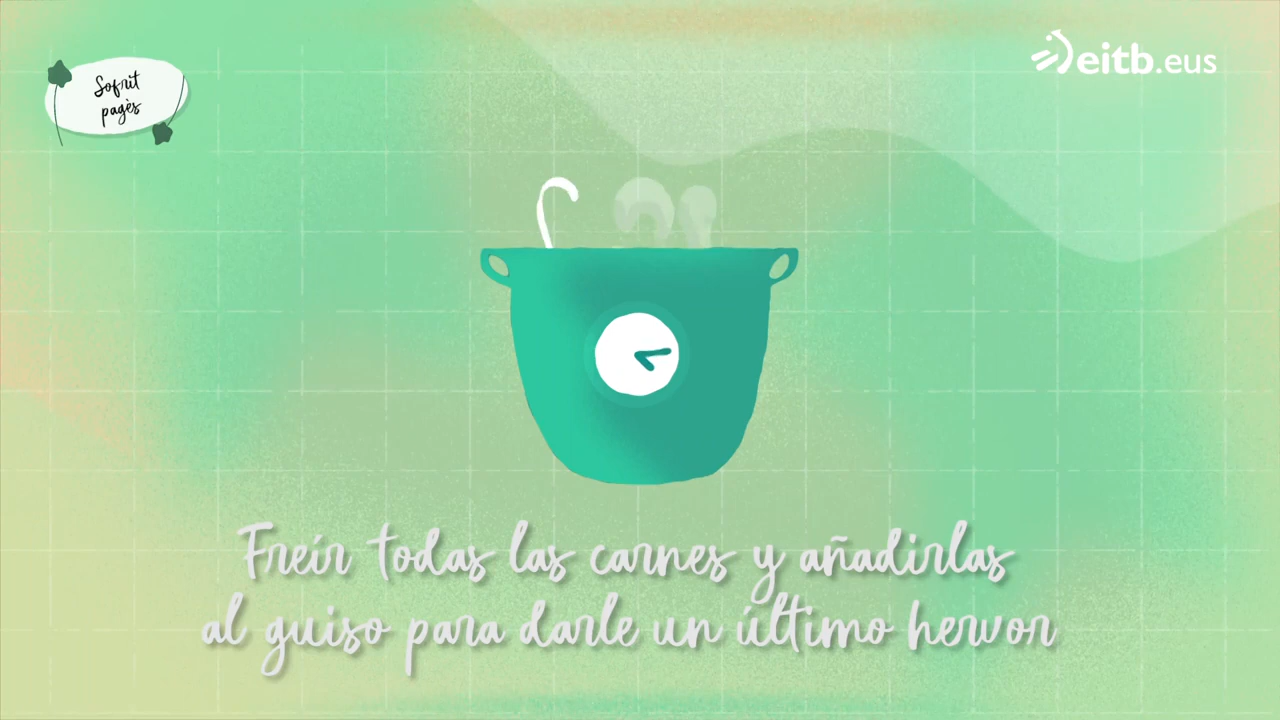 Sofrit
pagès
eitb.eus
Freír todas las carnes y añadirlas
al guiso para darle un último hervor